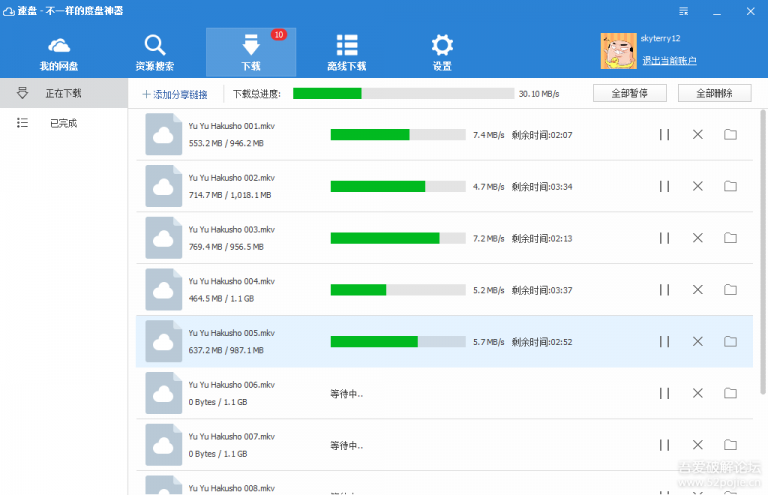 速盘 - 不一样的度盘神器
我的网盘
资源搜索
下载
10
离线下载
设置
skyterry12
退出当前账户
正在下载
已完成
+ 添加分享链接
下载总进度:
30.10 MB/s
全部暂停
全部删除
Yu Yu Hakusho 001.mkv
553.2 MB / 946.2 MB
7.4 MB/s 剩余时间:02:07
Yu Yu Hakusho 002.mkv
714.7 MB / 1,018.1 MB
4.7 MB/s 剩余时间:03:34
Yu Yu Hakusho 003.mkv
769.4 MB / 956.5 MB
7.2 MB/s 剩余时间:02:13
Yu Yu Hakusho 004.mkv
464.5 MB / 1.1 GB
5.2 MB/s 剩余时间:03:37
Yu Yu Hakusho 005.mkv
637.2 MB / 987.1 MB
5.7 MB/s 剩余时间:02:52
Yu Yu Hakusho 006.mkv
0 Bytes / 1.1 GB
等待中..
Yu Yu Hakusho 007.mkv
0 Bytes / 1.1 GB
等待中..
Yu Yu Hakusho 008.mkv
吾爱破解论坛
www.52pojie.cn